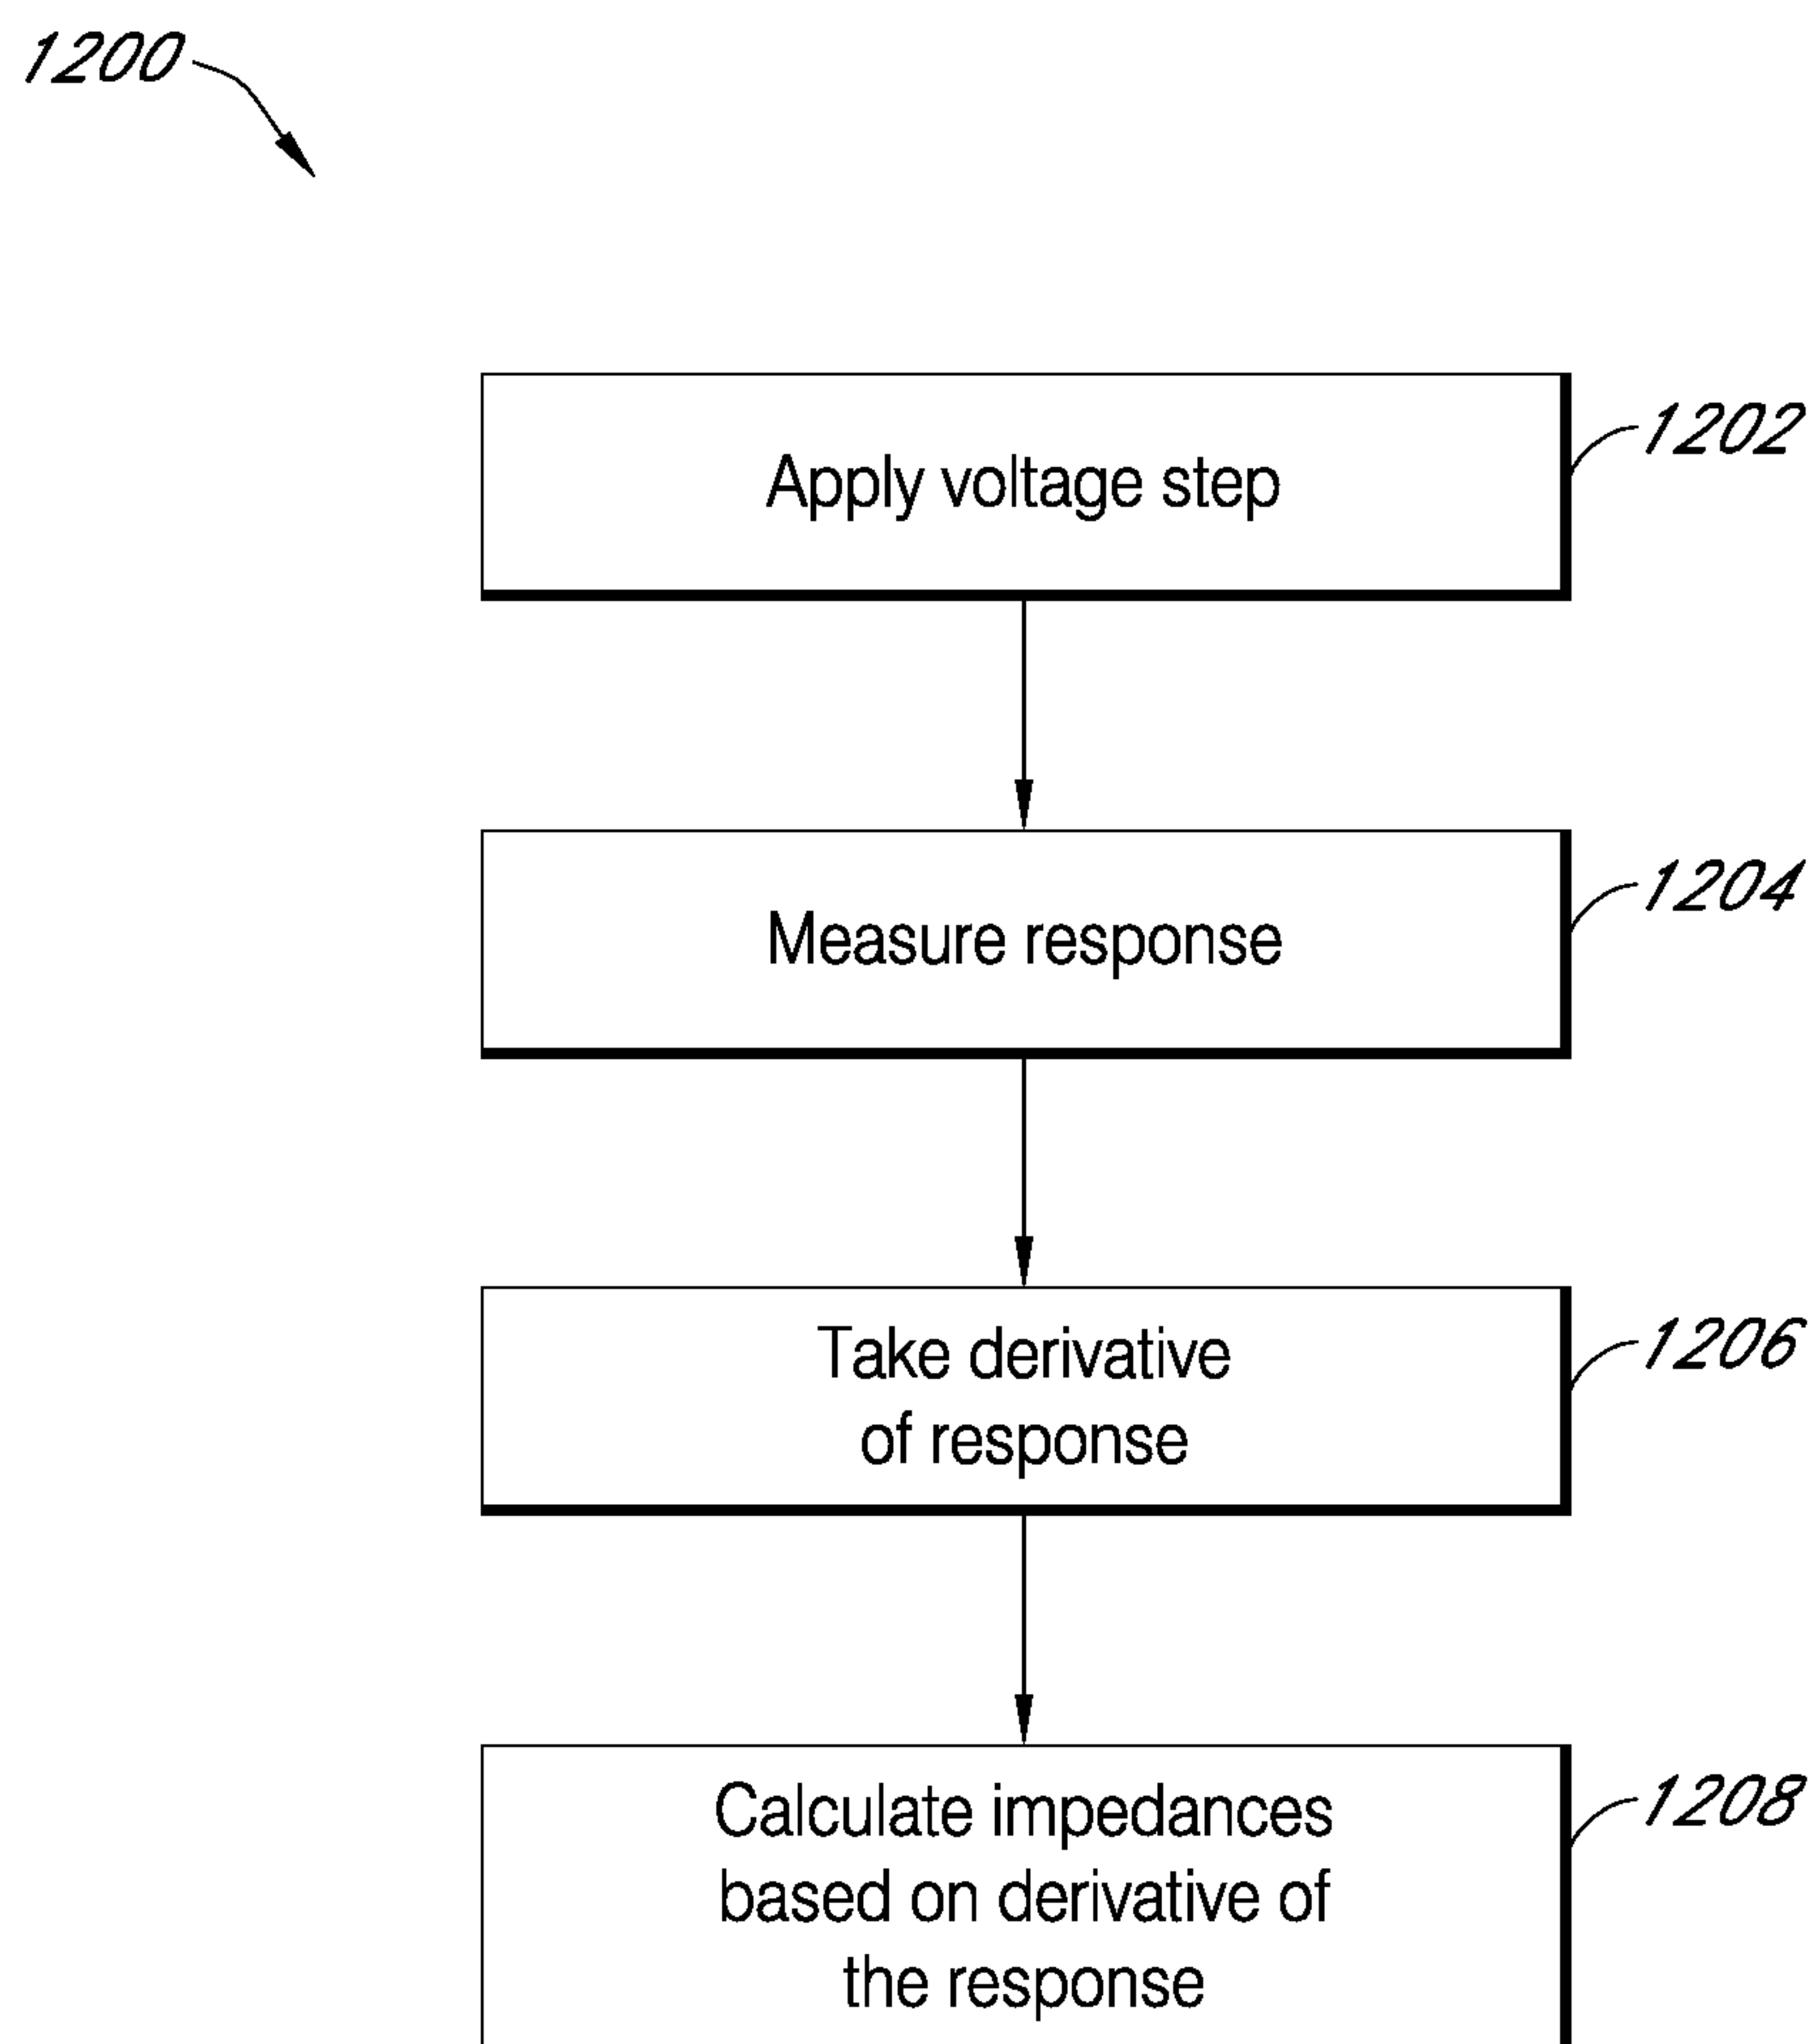 1200
Apply voltage step
1202
Measure response
1204
Take derivative
of response
1206
Calculate impedances
based on derivative of
the response
1208